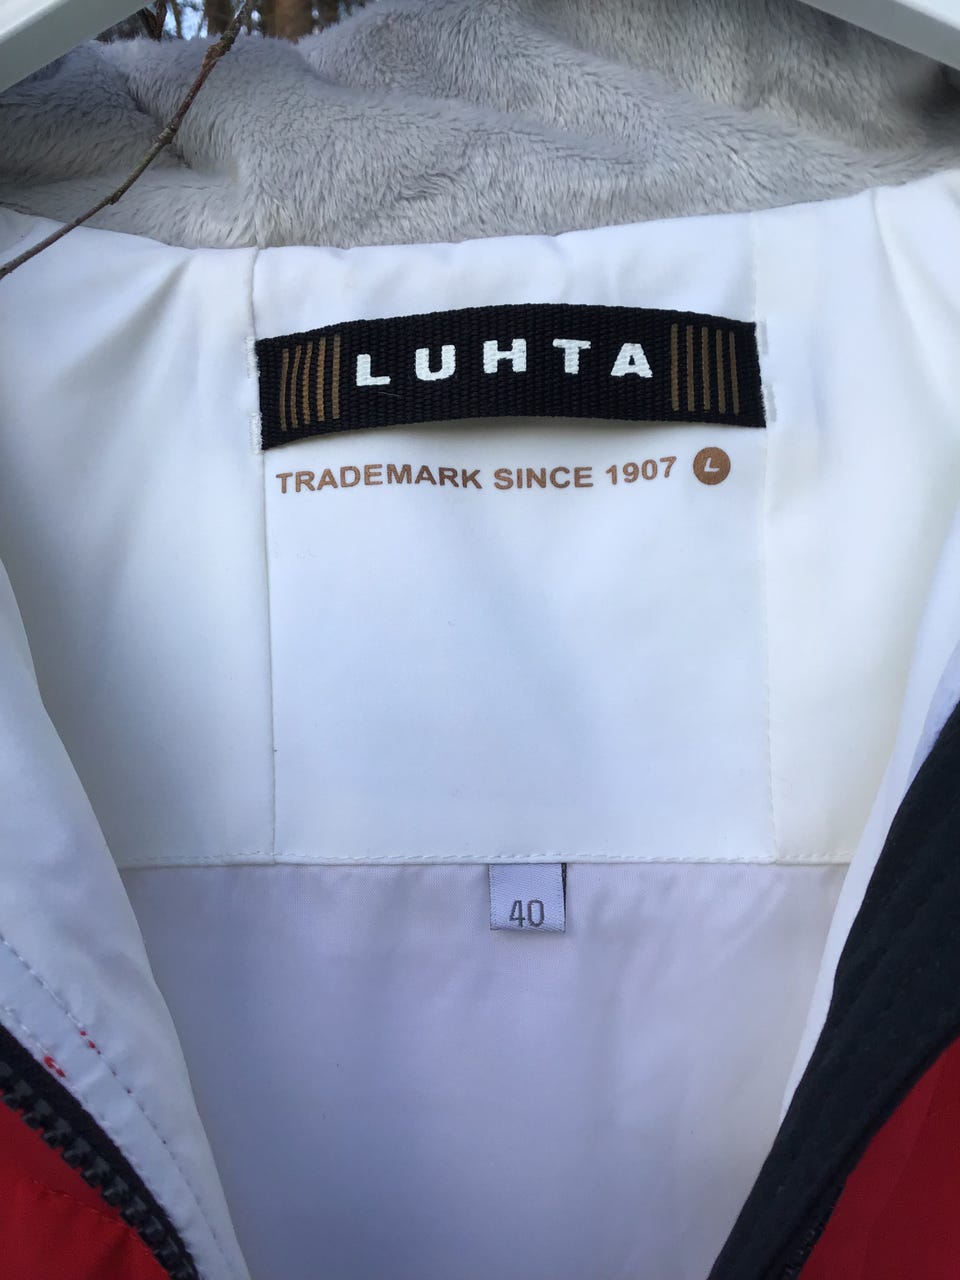 LUHTA
TRADEMARK SINCE 1907 L
40